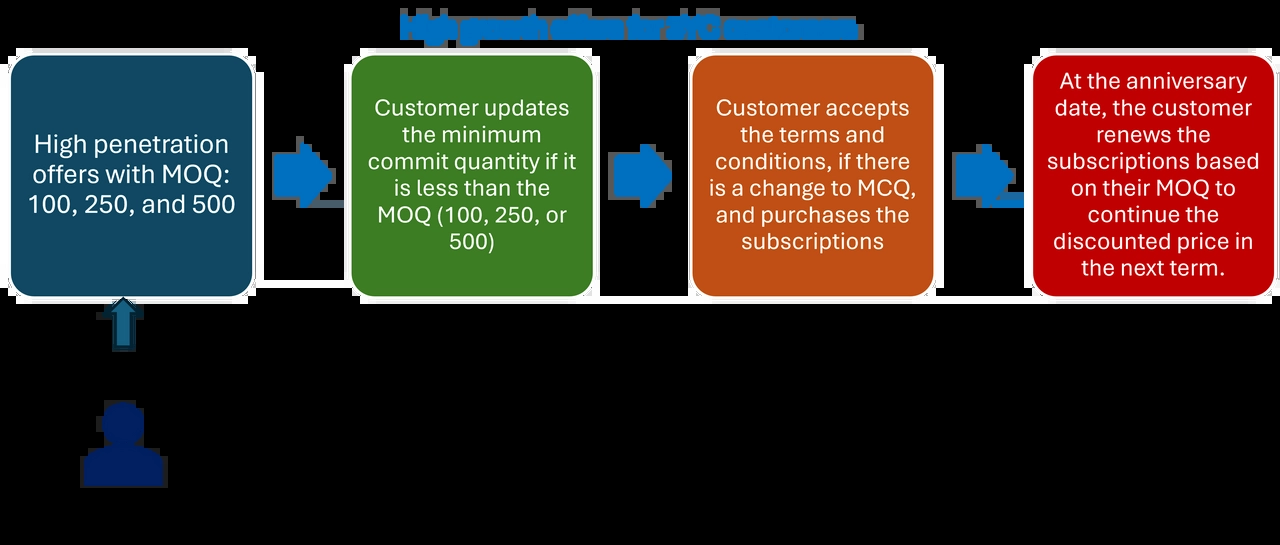 High growth offers for 3YC customers
High penetration
offers with MOQ:
100, 250, and 500
Customer updates
the minimum
commit quantity if it
is less than the
MOQ (100, 250, or
500)
Customer accepts
the terms and
conditions, if there
is a change to MCQ,
and purchases the
subscriptions
At the anniversary
date, the customer
renews the
subscriptions based
on their MOQ to
continue the
discounted price in
the next term.